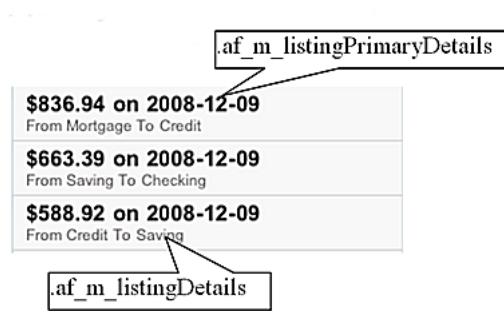 .af_m_listingPrimaryDetails
$836.94 on 2008-12-09
From Mortgage To Credit
$663.39 on 2008-12-09
From Saving To Checking
$588.92 on 2008-12-09
From Credit To Saving
.af_m_listingDetails